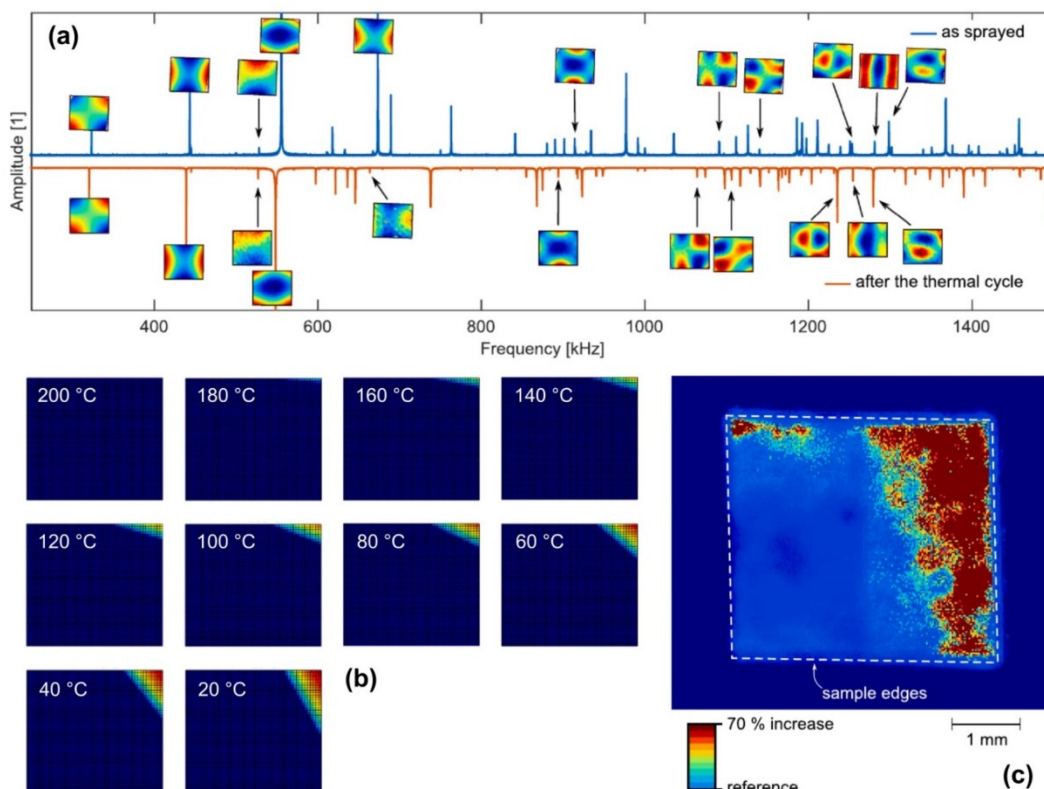 (a)
as sprayed
Amplitude [1]
after the thermal cycle
400 600 800 1000 1200 1400
Frequency [kHz]
200 °C 180 °C 160 °C 140 °C
120 °C 100 °C 80 °C 60 °C
40 °C 20 °C
(b)
sample edges
70 % increase
reference
1 mm
(c)